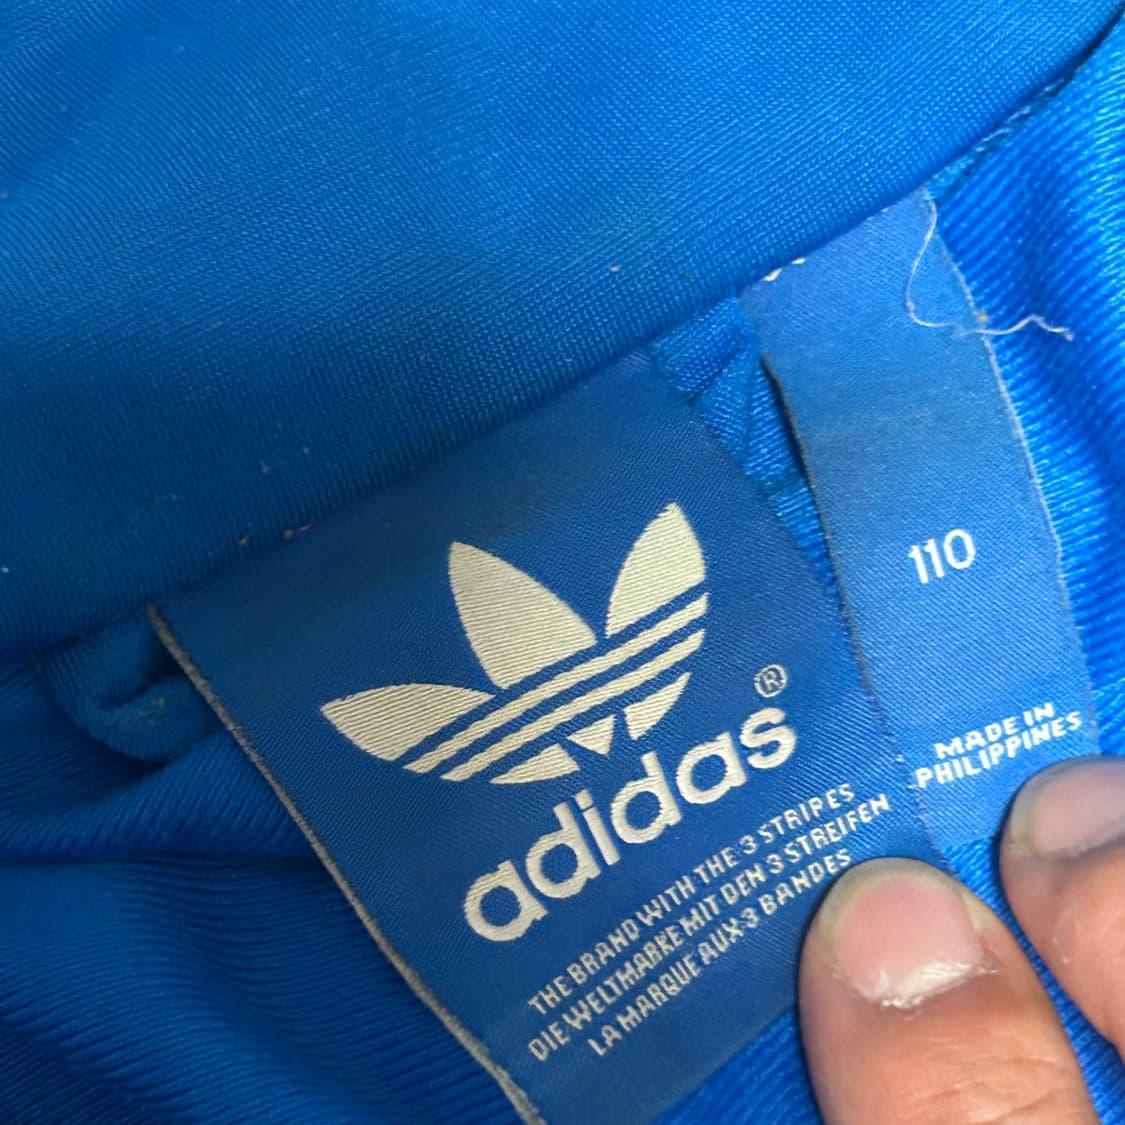 adidas®
THE BRAND WITH THE 3 STRIPES
DIE WELTMARKE MIT DEN 3 STREIFEN
LA MARQUE AUX 3 BANDES
110
MADE IN
PHILIPPINES